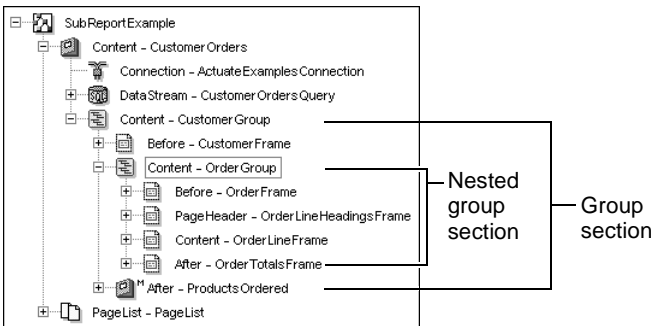 SubReportExample
Content – CustomerOrders
Connection – ActuateExamplesConnection
SQL
DataStream – CustomerOrdersQuery
Content – CustomerGroup
Before – CustomerFrame
Content – OrderGroup
Before – OrderFrame
PageHeader – OrderLineHeadingsFrame
Content – OrderLineFrame
After – OrderTotalsFrame
M After – ProductsOrdered
PageList – PageList
Nested
group
section
Group
section